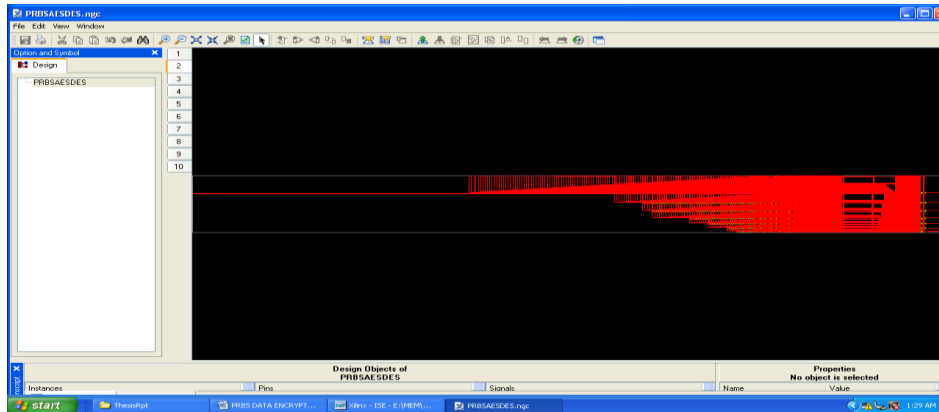 PRBSAESDES.ngc
File Edit View Window
Option and Symbol
Design
PRBSAESDES
1
2
3
4
5
6
7
8
9
10
Design Objects of
PRBSAESDES
Properties
No object is selected
Instances
Pins
Signals
Name
Value
start
ThesisRpt
PRBS DATA ENCRYPT...
Xilinx - ISE - E:\MEM\...
PRBSAESDES.ngc
1:29 AM